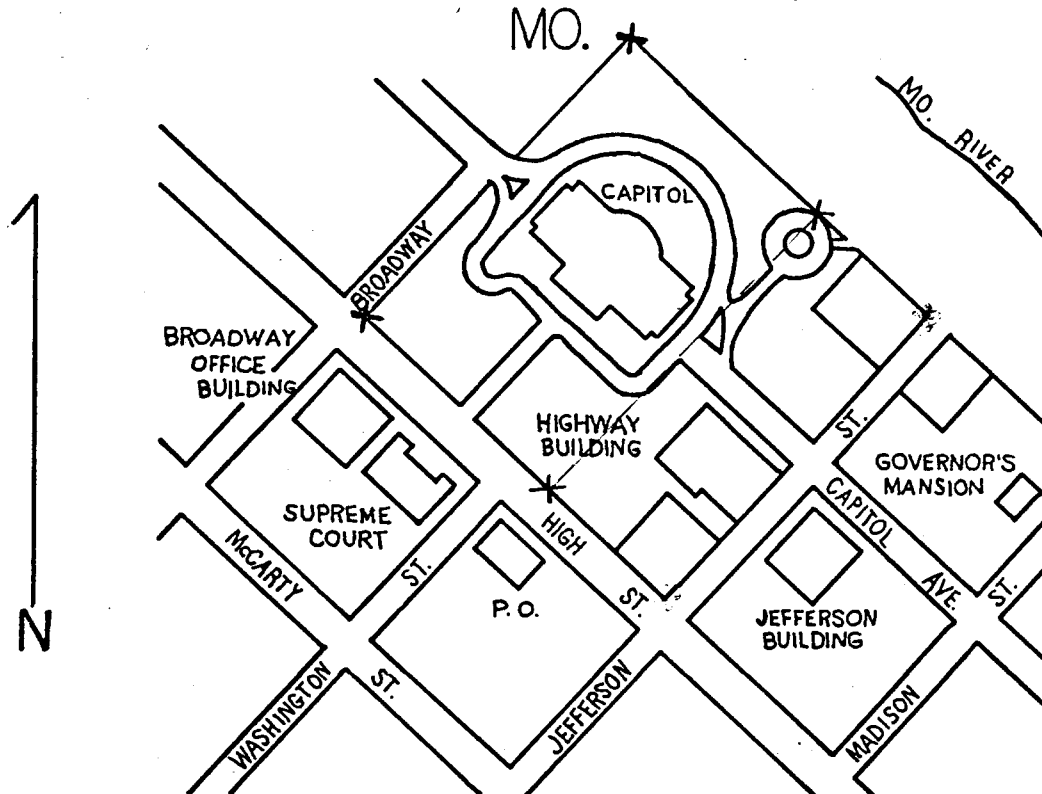 MO.
MO.
RIVER
CAPITOL
BROADWAY
BROADWAY
OFFICE
BUILDING
HIGHWAY
BUILDING
ST.
GOVERNOR'S
MANSION
SUPREME
COURT
CAPITOL
AVE.
ST.
HIGH
ST.
McCARTY
ST.
P.O.
JEFFERSON
BUILDING
N
WASHINGTON
ST.
JEFFERSON
MADISON